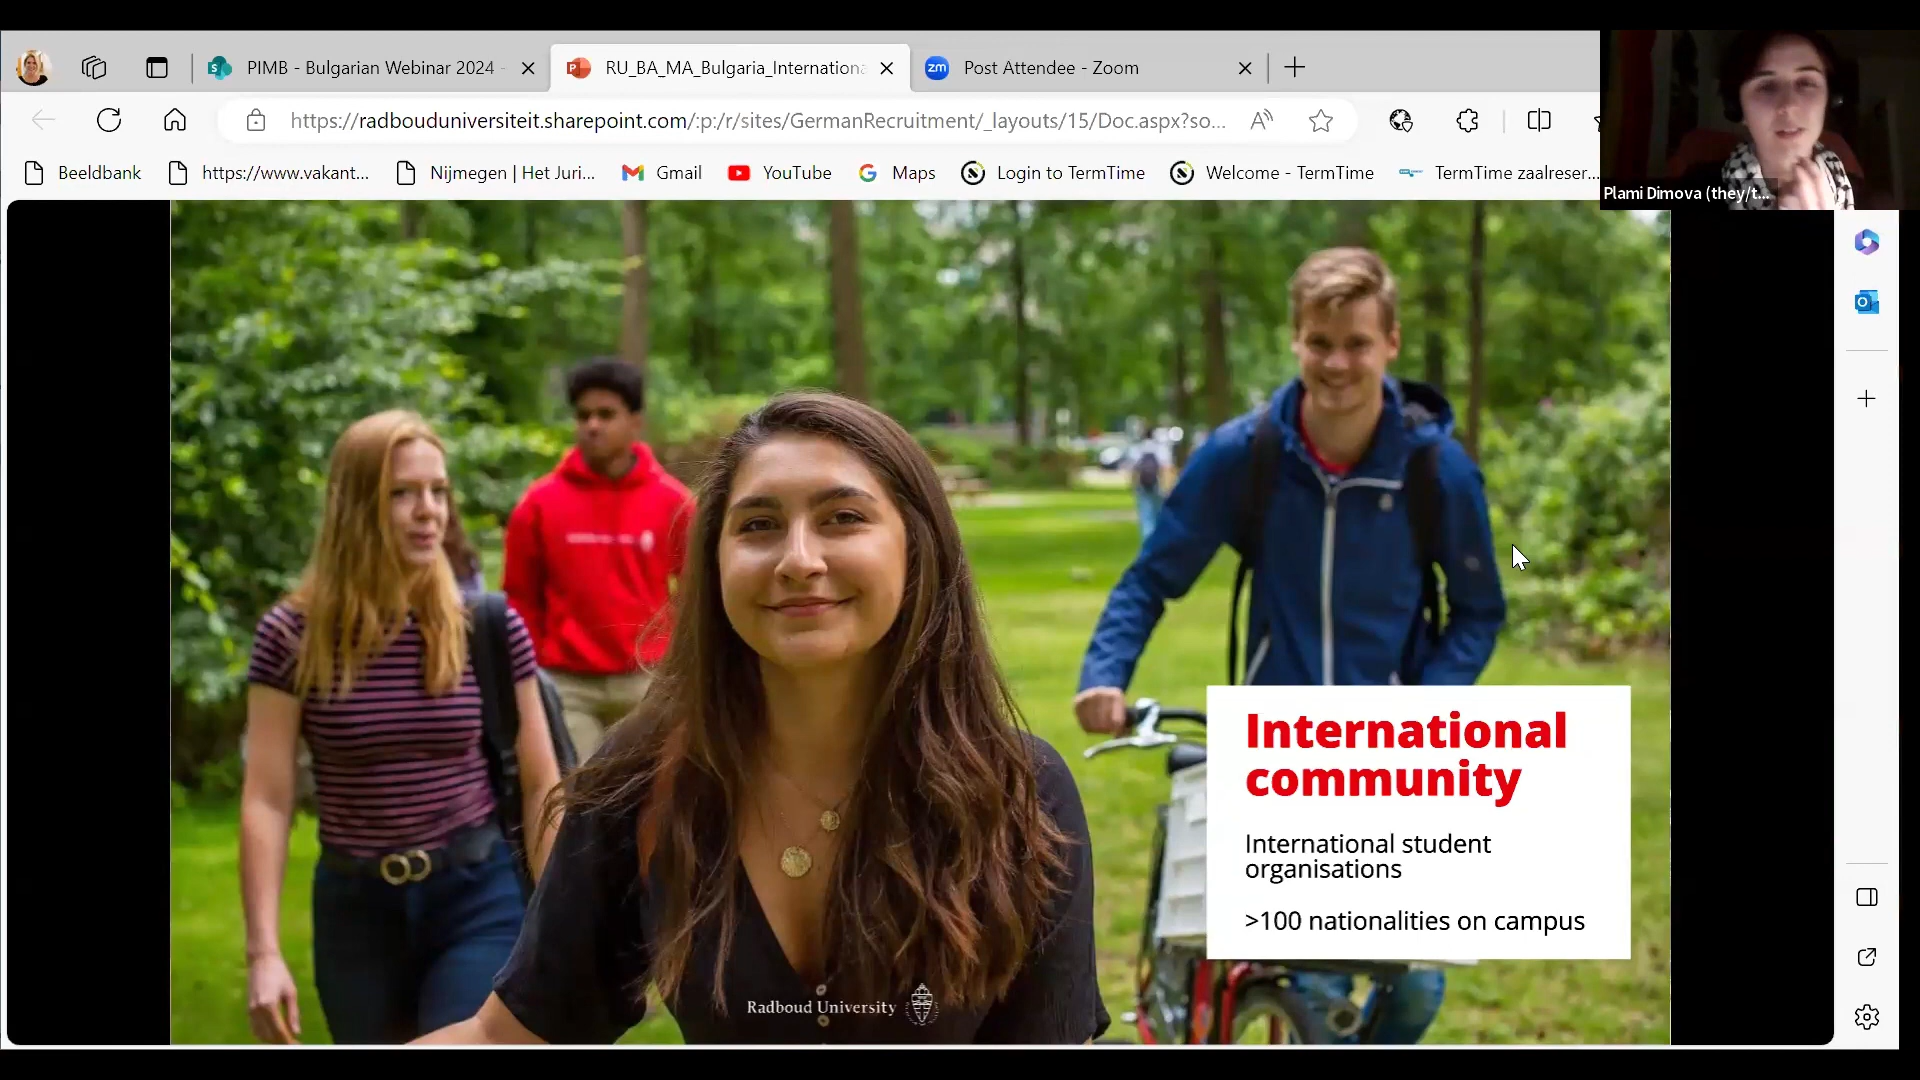 PIMB - Bulgarian Webinar 2024 -
RU_BA_MA_Bulgaria_Internationa
zm
Post Attendee - Zoom
https://radbouduniversiteit.sharepoint.com/:p:/r/sites/GermanRecruitment/_layouts/15/Doc.aspx?so...
Beeldbank
https://www.vakant...
Nijmegen | Het Juri...
Gmail
YouTube
Maps
Login to TermTime
Welcome - TermTime
TermTime zaalreser...
Plami Dimova (they/t...
International
community
International student
organisations
>100 nationalities on campus
Radboud University